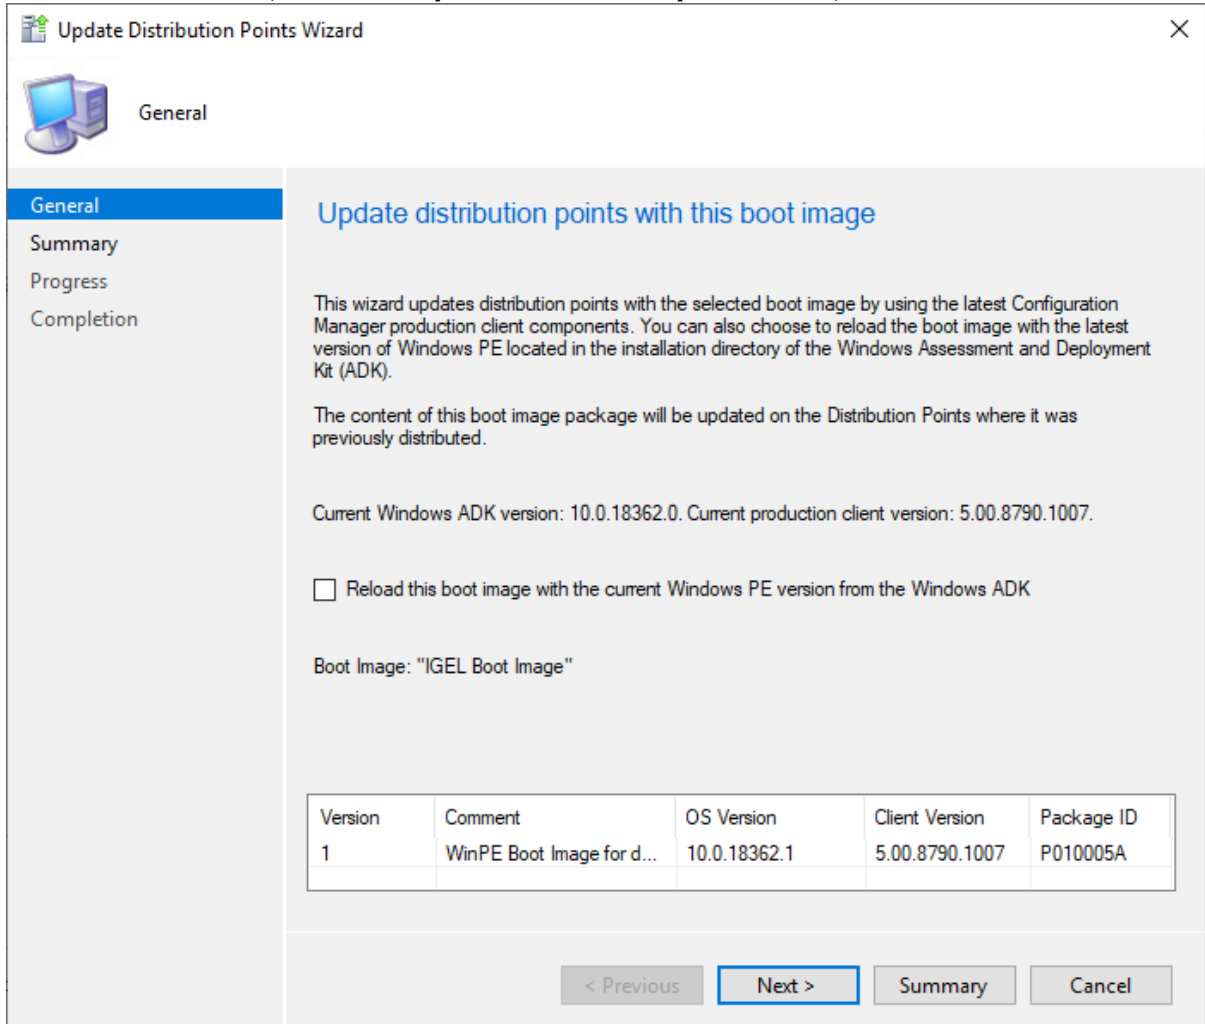 Update Distribution Points Wizard
General
General
Summary
Progress
Completion
Update distribution points with this boot image
This wizard updates distribution points with the selected boot image by using the latest Configuration
Manager production client components. You can also choose to reload the boot image with the latest
version of Windows PE located in the installation directory of the Windows Assessment and Deployment
Kit (ADK).
The content of this boot image package will be updated on the Distribution Points where it was
previously distributed.
Current Windows ADK version: 10.0.18362.0. Current production client version: 5.00.8790.1007.
Reload this boot image with the current Windows PE version from the Windows ADK
Boot Image: "IGEL Boot Image"
Version Comment OS Version Client Version Package ID
1 WinPE Boot Image for d... 10.0.18362.1 5.00.8790.1007 P010005A
< Previous Next > Summary Cancel